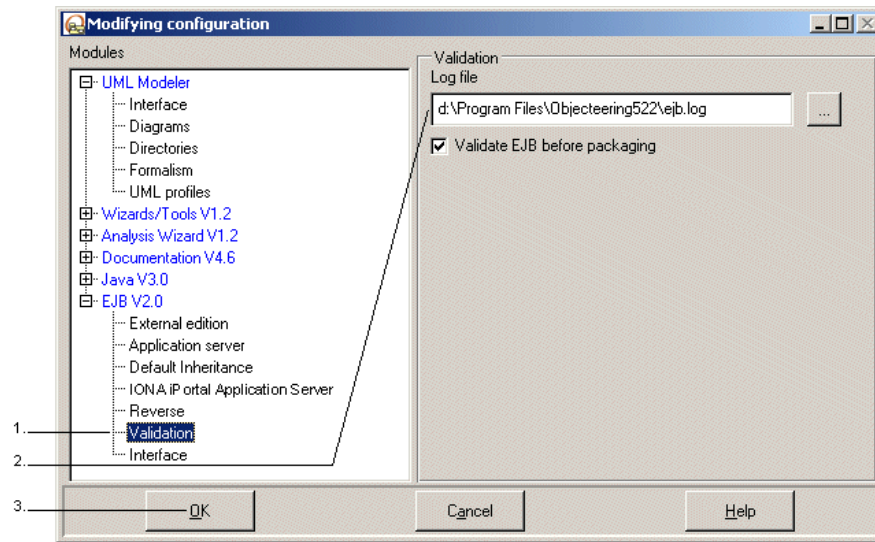 Modifying configuration
Modules
UML Modeler
Interface
Diagrams
Directories
Formalism
UML profiles
Wizards/Tools V1.2
Analysis Wizard V1.2
Documentation V4.6
Java V3.0
EJB V2.0
External edition
Application server
Default Inheritance
IONA iPortal Application Server
Reverse
1. Validation
2. Interface
Validation
Log file
d:\Program Files\Objecteering522\ejb.log
...
Validate EJB before packaging
3. OK
Cancel
Help